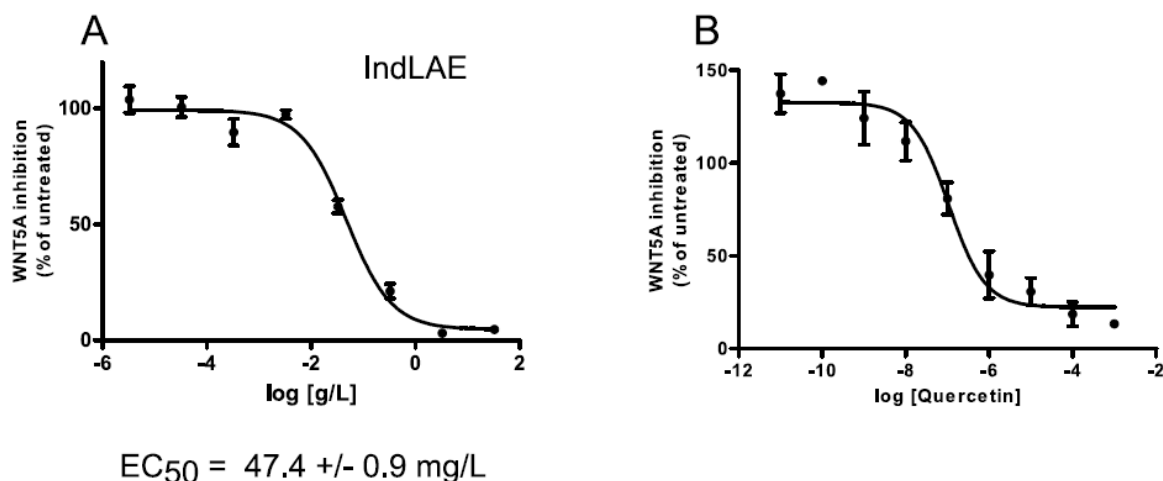 A
IndLAE
WNT5A inhibition
(% of untreated)
100
50
0
-6
-4
-2
0
2
log [g/L]
EC50 = 47.4 +/- 0.9 mg/L
B
WNT5A inhibition
(% of untreated)
150
100
50
0
-12
-10
-8
-6
-4
-2
log [Quercetin]